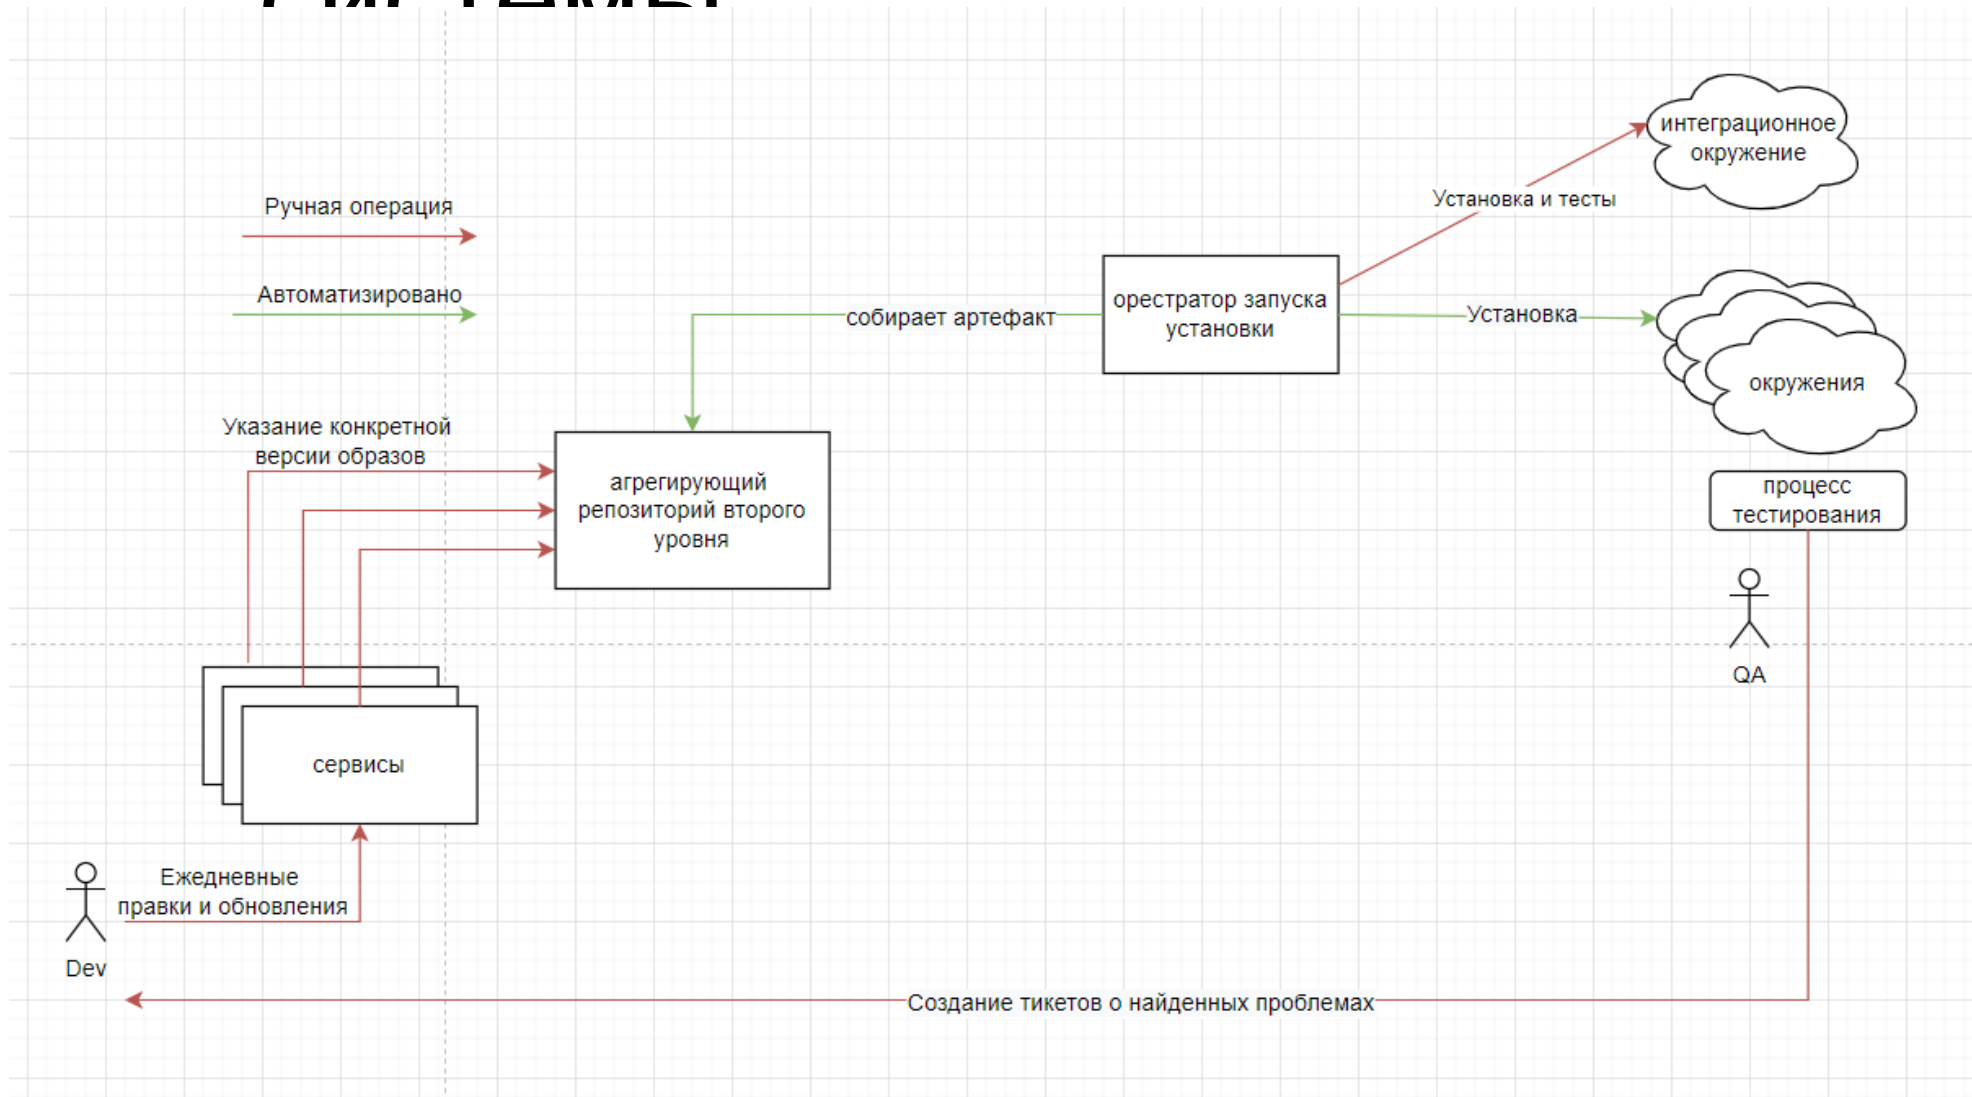 системы
интеграционное
окружение
Ручная операция
Установка и тесты
Автоматизировано
собирает артефакт
орестратор запуска
установки
Установка
окружения
Указание конкретной
версии образов
агрегирующий
репозиторий второго
уровня
процесс
тестирования
QA
сервисы
Ежедневные
правки и обновления
Dev
Создание тикетов о найденных проблемах